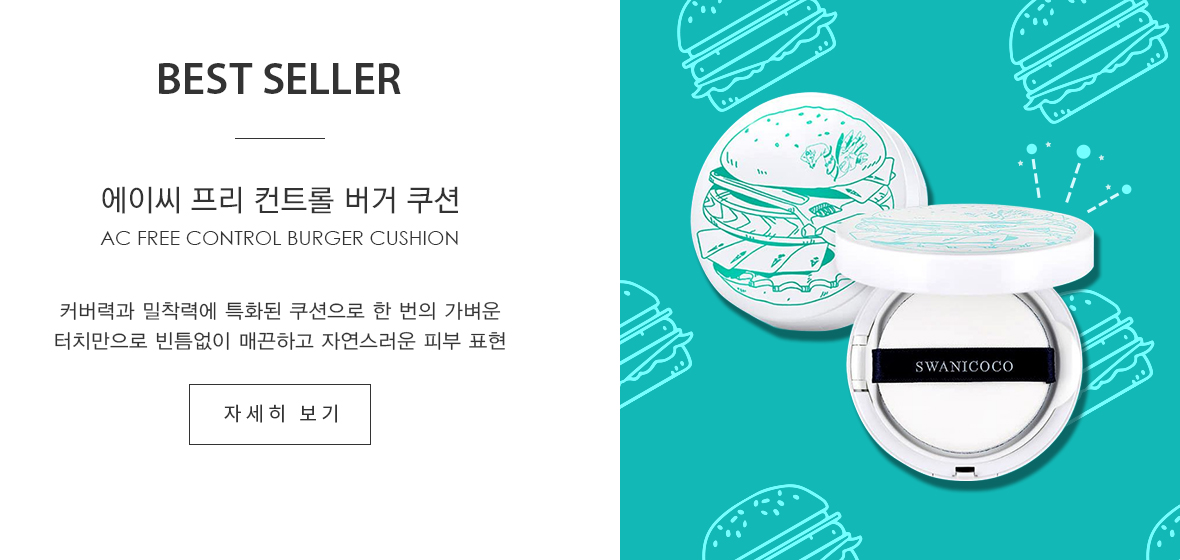 BEST SELLER
에이씨 프리 컨트롤 버거 쿠션
AC FREE CONTROL BURGER CUSHION
커버력과 밀착력에 특화된 쿠션으로 한 번의 가벼운
터치만으로 빈틈없이 매끈하고 자연스러운 피부 표현
자세히 보기
SWANICOCO